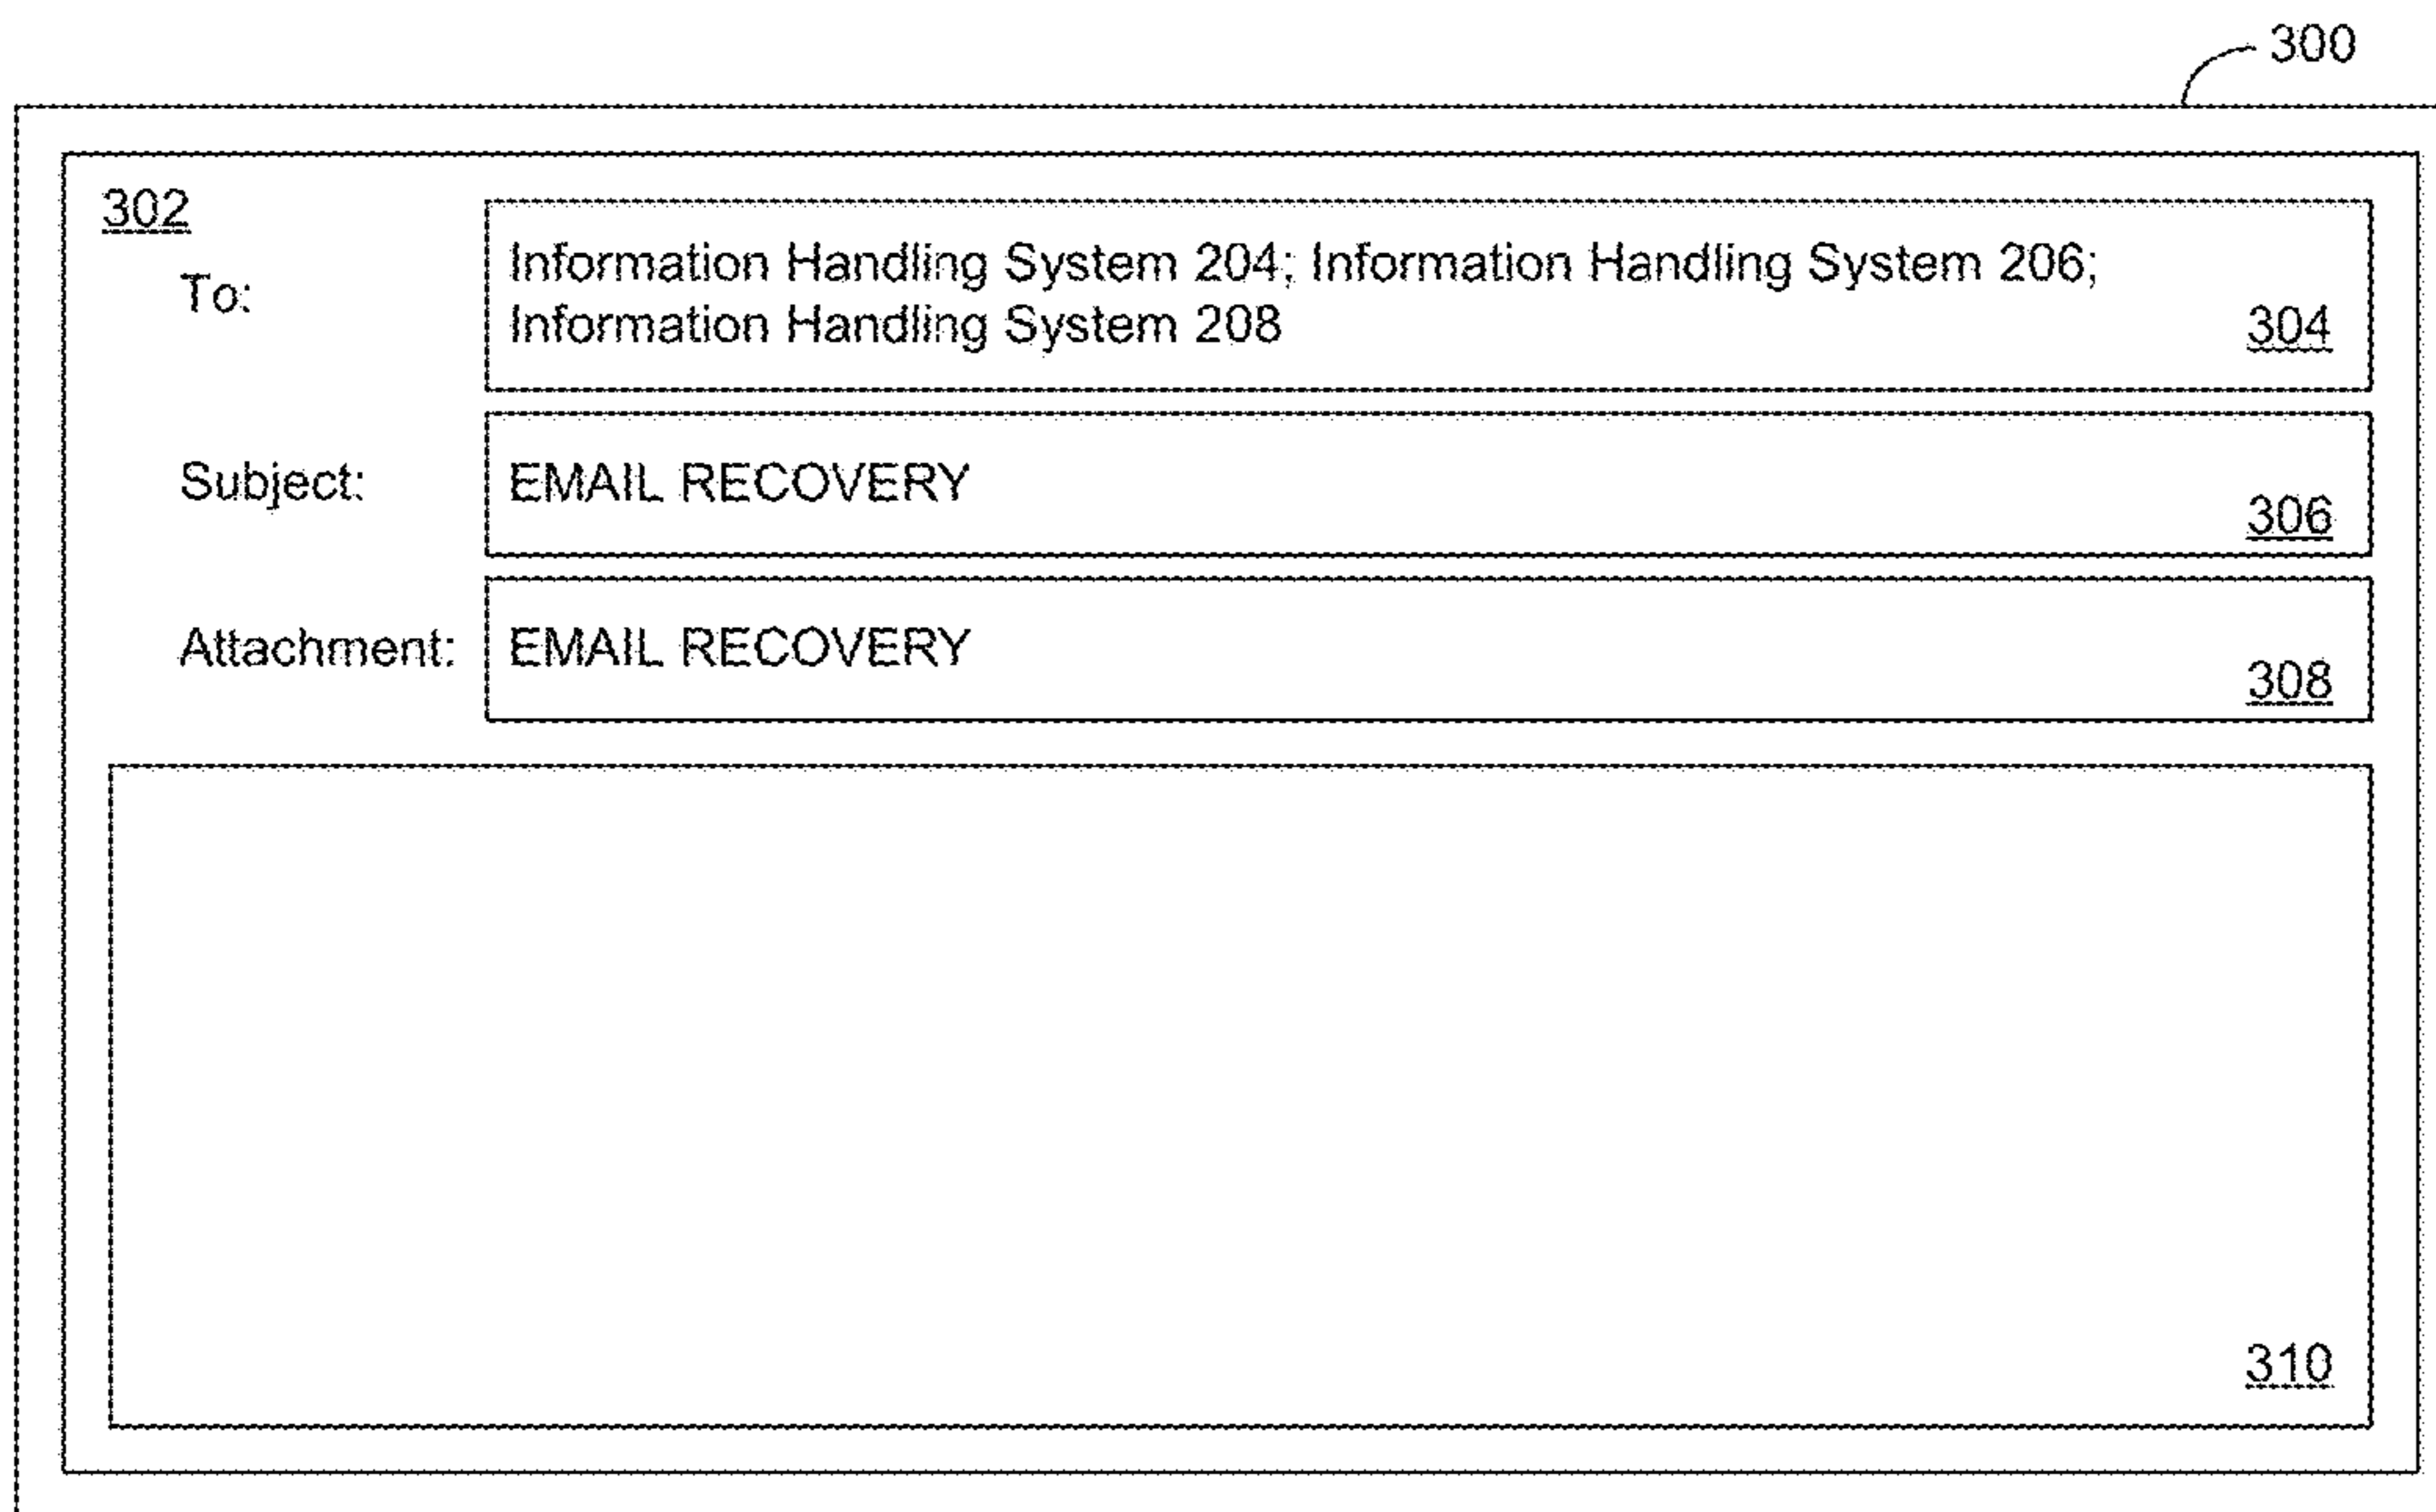 300
302
To:
Information Handling System 204; Information Handling System 206;
Information Handling System 208
304
Subject:
EMAIL RECOVERY
306
Attachment:
EMAIL RECOVERY
308
310